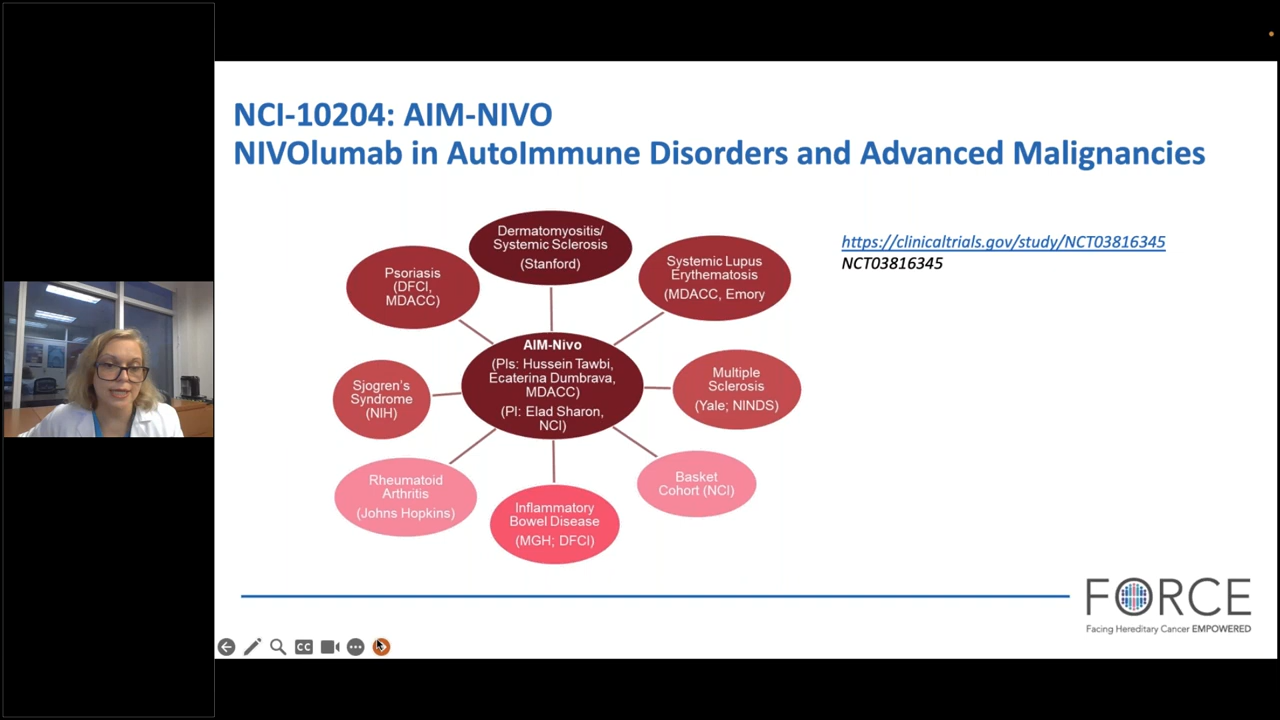 NCI-10204: AIM-NIVO
NIVOlumab in AutoImmune Disorders and Advanced Malignancies
Dermatomyositis/
Systemic Sclerosis
(Stanford)
Systemic Lupus
Erythematosis
(MDACC, Emory
Multiple
Sclerosis
(Yale; NINDS)
Basket
Cohort (NCI)
Inflammatory
Bowel Disease
(MGH; DFCI)
Rheumatoid
Arthritis
(Johns Hopkins)
Sjogren's
Syndrome
(NIH)
Psoriasis
(DFCI,
MDACC)
AIM-Nivo
(PIs: Hussein Tawbi,
Ecaterina Dumbrava,
MDACC)
(PI: Elad Sharon,
NCI)
https://clinicaltrials.gov/study/NCT03816345
NCT03816345
FORCE
Facing Hereditary Cancer EMPOWERED
CC